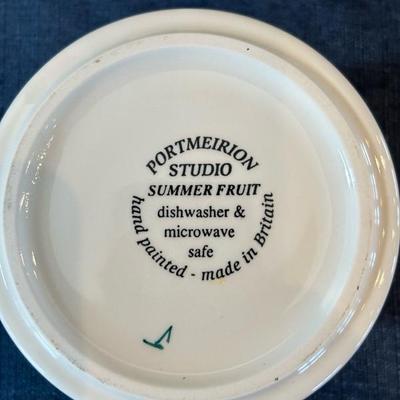 PORTMEIRION
STUDIO
SUMMER FRUIT
dishwasher &
microwave
safe
hand painted - made in Britain